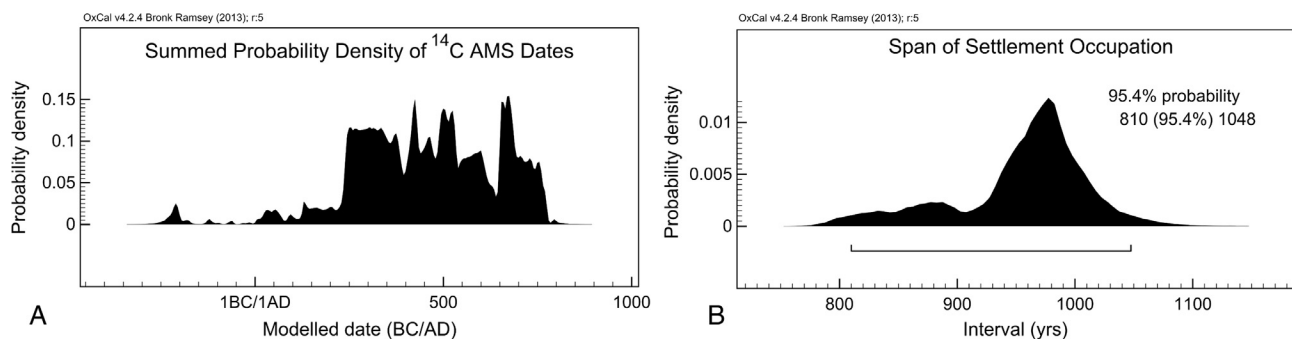 OxCal v4.2.4 Bronk Ramsey (2013); r:5
Summed Probability Density of 14C AMS Dates
Probability density
0.15
0.1
0.05
0
1BC/1AD
500
1000
Modelled date (BC/AD)
A
OxCal v4.2.4 Bronk Ramsey (2013); r:5
Span of Settlement Occupation
95.4% probability
810 (95.4%) 1048
Probability density
0.01
0.005
0
800
900
1000
1100
Interval (yrs)
B